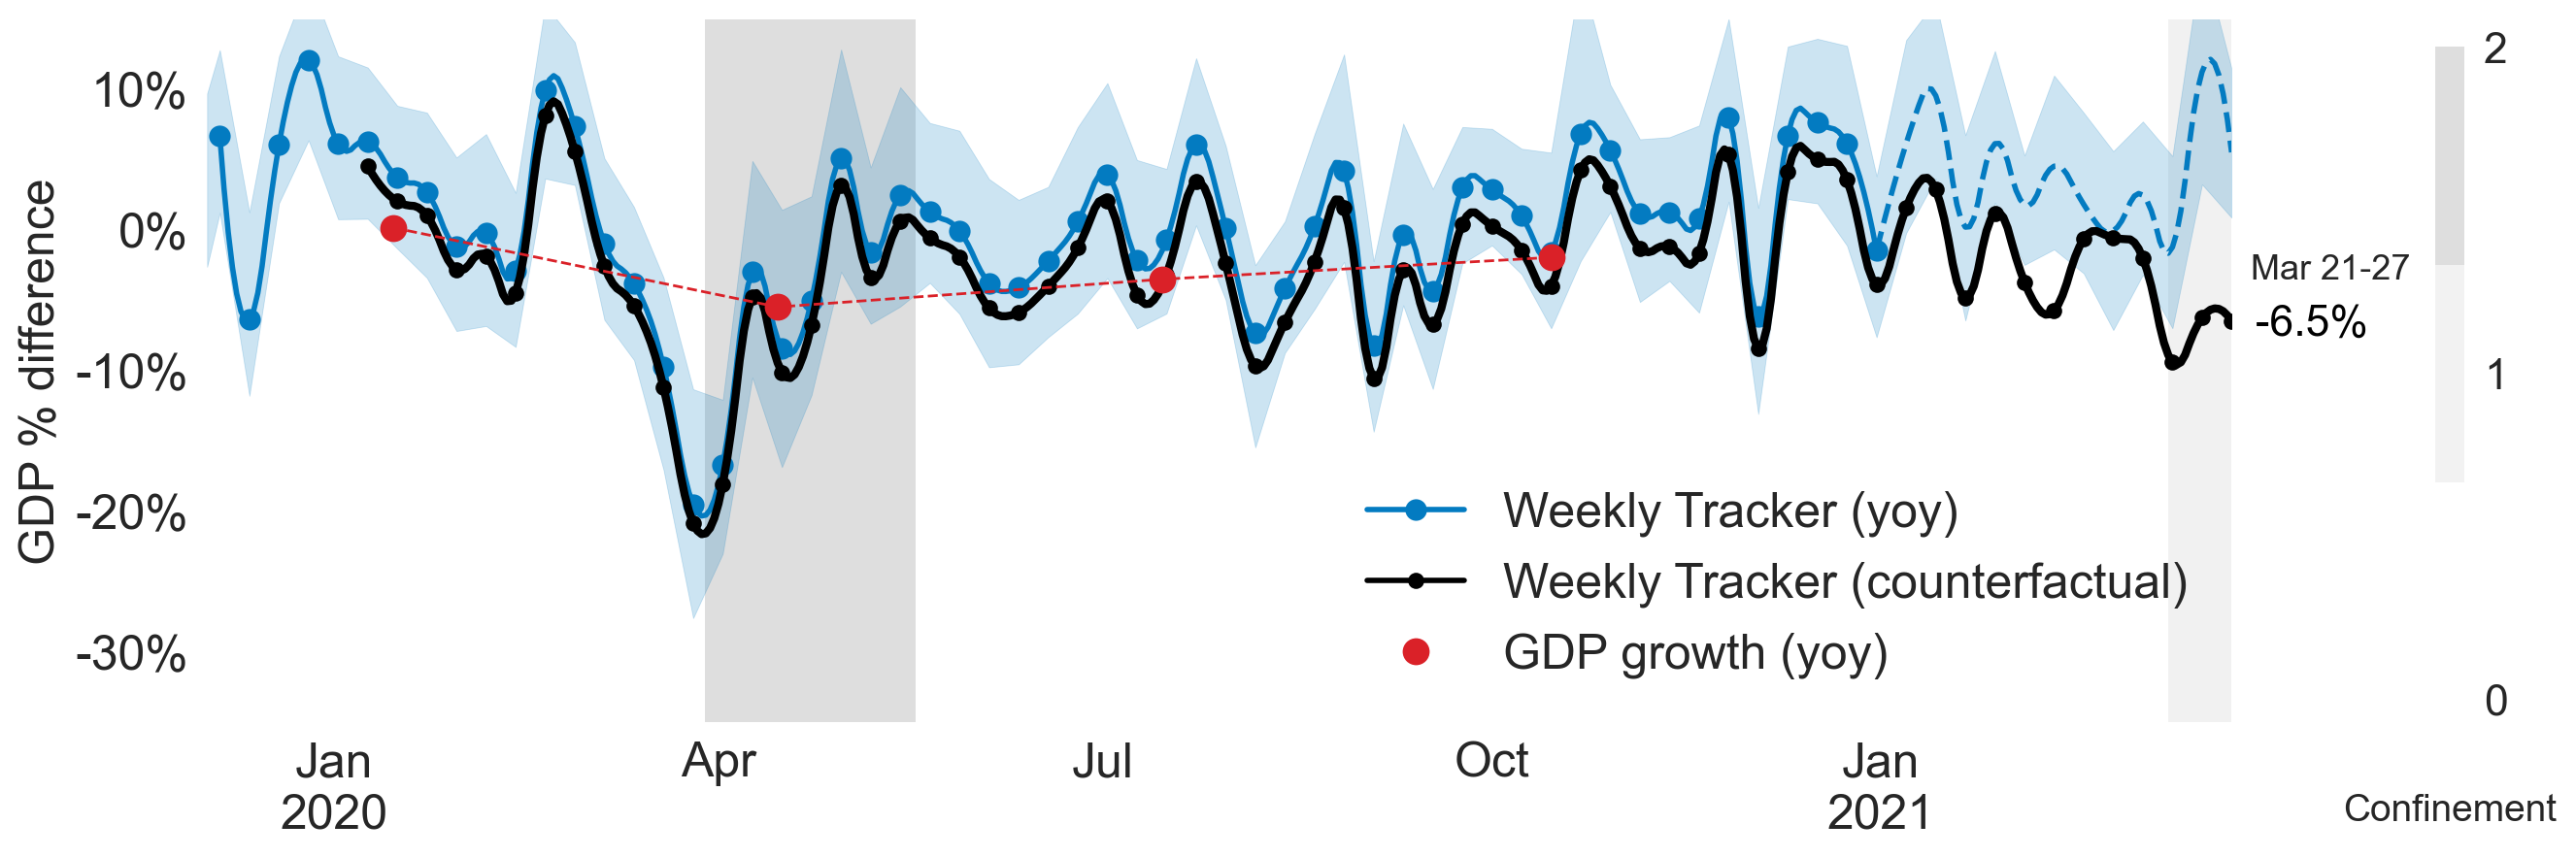 GDP % difference
10%
0%
-10%
-20%
-30%
Weekly Tracker (yoy)
Weekly Tracker (counterfactual)
GDP growth (yoy)
Mar 21-27
-6.5%
2
1
0
Jan
2020
Apr
Jul
Oct
Jan
2021
Confinement